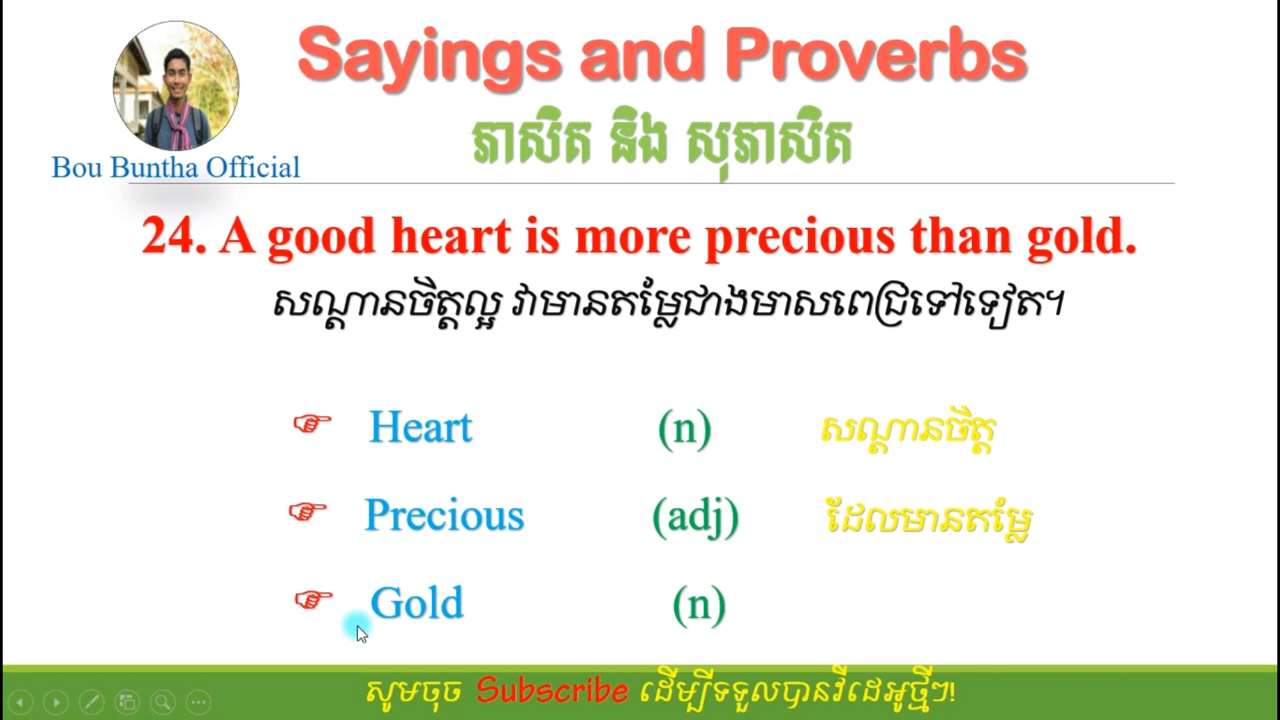 Sayings and Proverbs
ភាសិត និង សុភាសិត
Bou Buntha Official
24. A good heart is more precious than gold.
សណ្តានចិត្តល្អ វាមានតម្លៃជាងមាសពេជ្រទៅទៀត។
Heart (n) សណ្តានចិត្ត
Precious (adj) ដែលមានតម្លៃ
Gold (n)
សូមចុច Subscribe ដើម្បីទទួលបានវីដេអូថ្មីៗ!